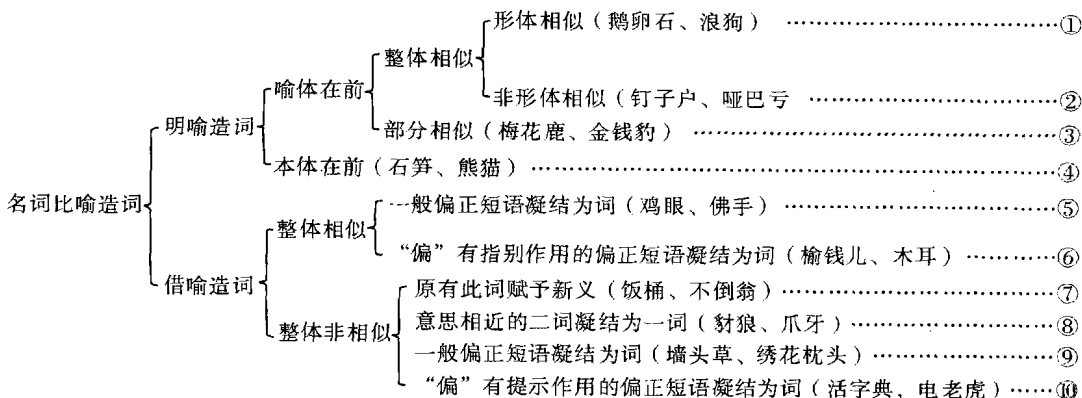 形体相似（鹅卵石、浪狗）…………………………①
整体相似
喻体在前
非形体相似（钉子户、哑巴亏 …………………………②
明喻造词
部分相似（梅花鹿、金钱豹）…………………………③
本体在前（石笋、熊猫）…………………………④
名词比喻造词
一般偏正短语凝结为词（鸡眼、佛手）…………………………⑤
整体相似
“偏”有指别作用的偏正短语凝结为词（榆钱儿、木耳）…………⑥
借喻造词
原有此词赋予新义（饭桶、不倒翁）…………………………⑦
整体非相似
意思相近的二词凝结为一词（豺狼、爪牙）…………………⑧
一般偏正短语凝结为词（墙头草、绣花枕头）…………………⑨
“偏”有提示作用的偏正短语凝结为词（活字典，电老虎）……⑩